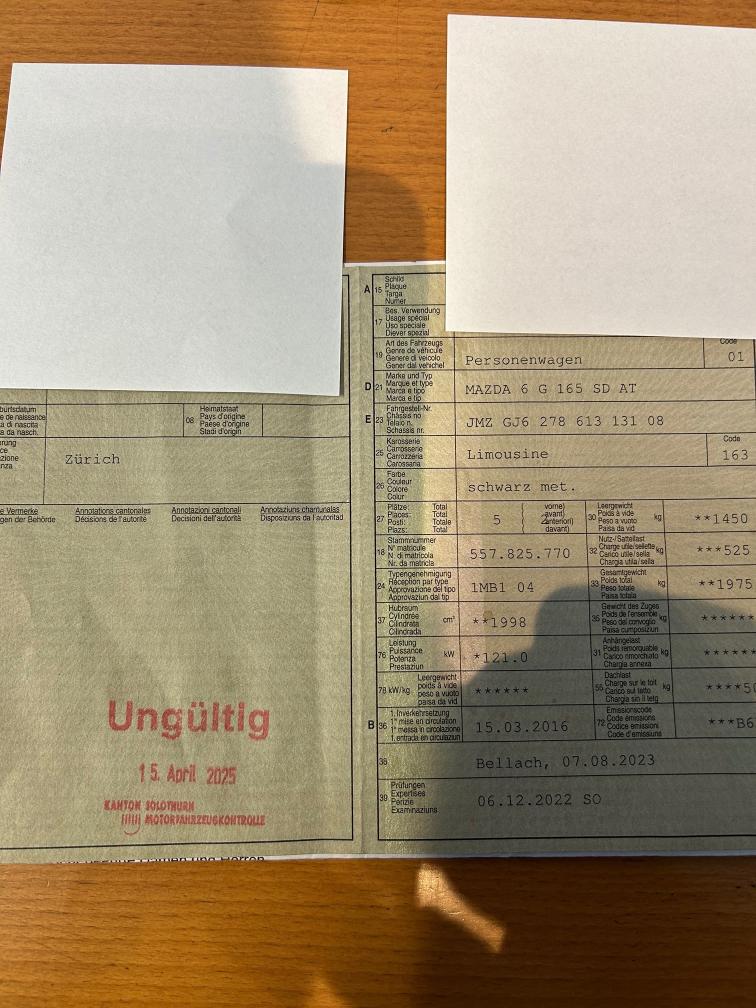 burtsdatum
e de naissance
a di nascita
a da nasch.
08 Heimatstaat
Pays d'origine
Paese d'origine
Stadi d'origin
Zürich
e Vermerke
gen der Behörde
Annotations cantonales
Décisions de l'autorité
Annotazioni cantonali
Decisioni dell'autorità
Annotaziuns chantunalas
Disposiziuns da l'autoritad
Ungültig
15. April 2025
KANTON SOLOTHURN
MOTORFAHRZEUGKONTROLLE
A 15 Schild
Plaque
Targa
Numer
17 Bes. Verwendung
Usage spécial
Uso speciale
Diever spezial
19 Art des Fahrzeugs
Genre de véhicule
Genere di veicolo
Gener dal vehichel
Personenwagen
Code
01
D 21 Marke und Typ
Marque et type
Marca e tipo
Marca e tip
MAZDA 6 G 165 SD AT
E 23 Fahrgestell-Nr.
Châssis no
Telaio n.
Schassis nr.
JMZ GJ6 278 613 131 08
25 Karosserie
Carrosserie
Carrozzeria
Carossaria
Limousine
Code
163
26 Farbe
Couleur
Colore
Colur
schwarz met.
27 Plätze: Total
Places: Total
Posti: Totale
Plazs: Total
5
vorne)
avant)
anteriori)
davant)
30 Leergewicht
Poids à vide
Peso a vuoto
Paisa da vid
kg
**1450
18 Stammnummer
N° matricule
N. di matricola
Nr. da matricla
557.825.770
32 Nutz-/Sattellast
Charge utile/sellette
Carico utile/sella
Chargia utila/sella
kg
***525
24 Typengenehmigung
Réception par type
Approvazione del tipo
Approvaziun dal tip
1MB1 04
33 Gesamtgewicht
Poids total
Peso totale
Paisa totala
kg
**1975
37 Hubraum
Cylindrée
Cilindrata
Cilindrada
cm³
**1998
35 Gewicht des Zuges
Poids de l'ensemble
Peso del convoglio
Paisa cumposiziun
kg
******
76 Leistung
Puissance
Potenza
Prestaziun
kW
*121.0
31 Anhängelast
Poids remorquable
Carico rimorchiato
Chargia annexa
kg
******
78 kW/kg
Leergewicht
poids à vide
peso a vuoto
paisa da vid
******
55 Dachlast
Charge sur le toit
Carico sul tetto
Chargia sin il tetg
kg
****50
B 36 1. Inverkehrsetzung
1re mise en circulation
1a messa in circolazione
1. entrada en circulaziun
15.03.2016
72 Emissionscode
Code émissions
Codice emissioni
Code d'emissiuns
***B6
38
Bellach, 07.08.2023
39 Prüfungen
Expertises
Perizie
Examinaziuns
06.12.2022 SO